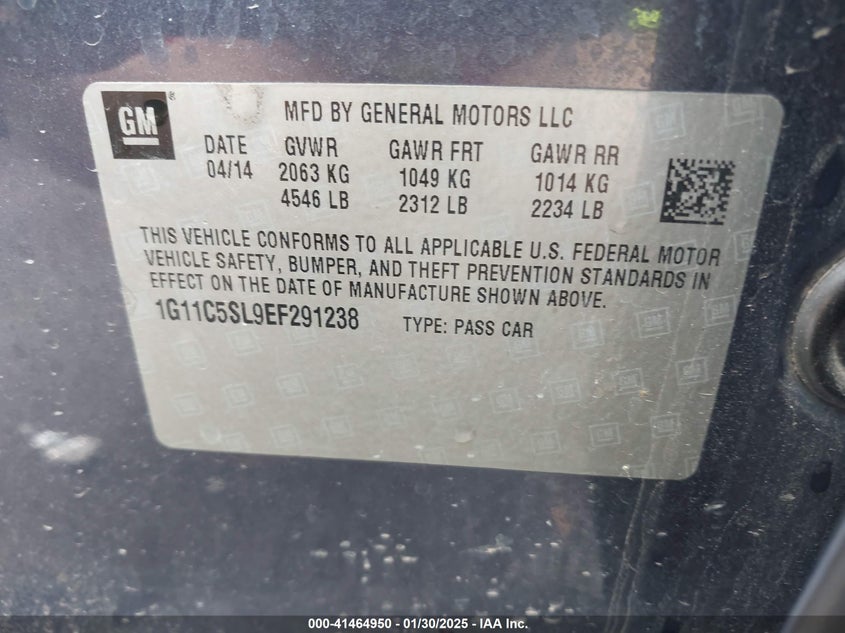 GM ®
MFD BY GENERAL MOTORS LLC
DATE GVWR GAWR FRT GAWR RR
04/14 2063 KG 1049 KG 1014 KG
4546 LB 2312 LB 2234 LB
THIS VEHICLE CONFORMS TO ALL APPLICABLE U.S. FEDERAL MOTOR
VEHICLE SAFETY, BUMPER, AND THEFT PREVENTION STANDARDS IN
EFFECT ON THE DATE OF MANUFACTURE SHOWN ABOVE.
1G11C5SL9EF291238 TYPE: PASS CAR
000-41464950 - 01/30/2025 - IAA Inc.